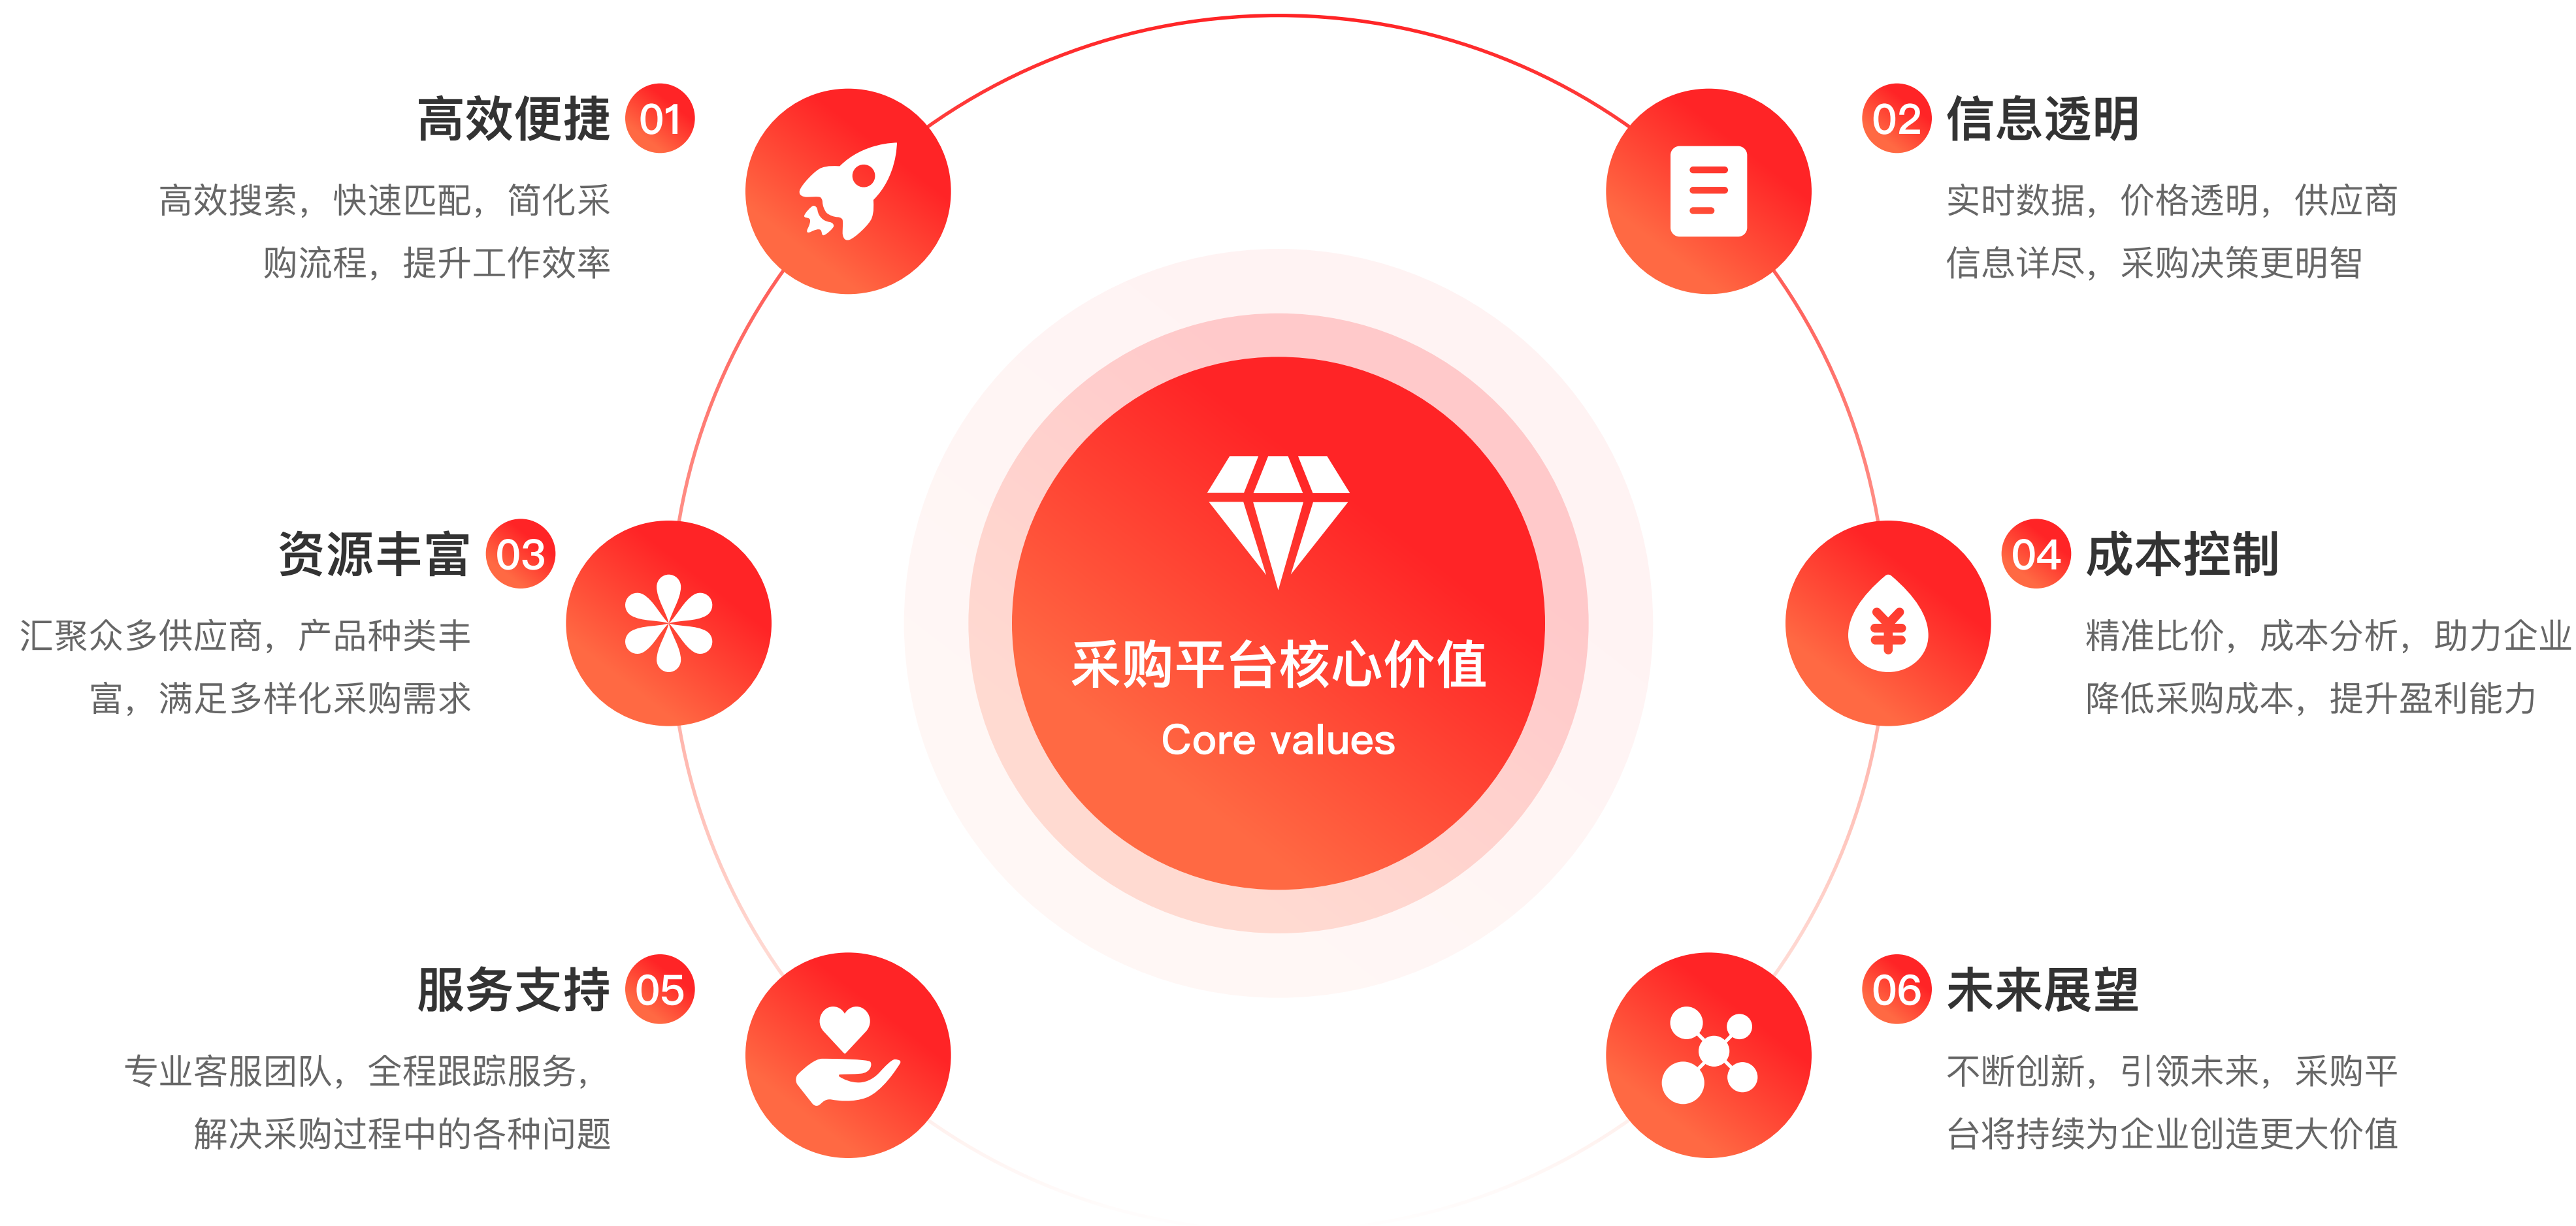 高效便捷 01
高效搜索，快速匹配，简化采
购流程，提升工作效率
02 信息透明
实时数据，价格透明，供应商
信息详尽，采购决策更明智
资源丰富 03
汇聚众多供应商，产品种类丰
富，满足多样化采购需求
采购平台核心价值
Core values
04 成本控制
精准比价，成本分析，助力企业
降低采购成本，提升盈利能力
服务支持 05
专业客服团队，全程跟踪服务，
解决采购过程中的各种问题
06 未来展望
不断创新，引领未来，采购平
台将持续为企业创造更大价值